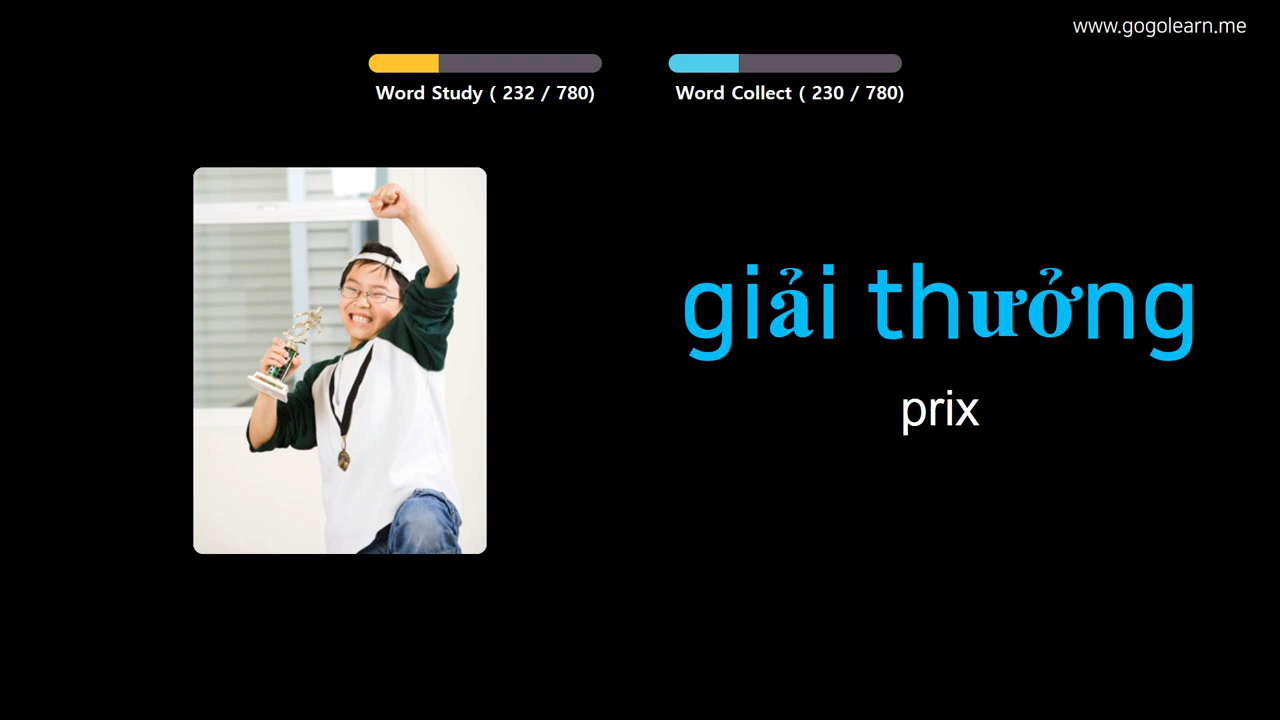 www.gogolearn.me
Word Study ( 232 / 780)
Word Collect ( 230 / 780)
giải thưởng
prix